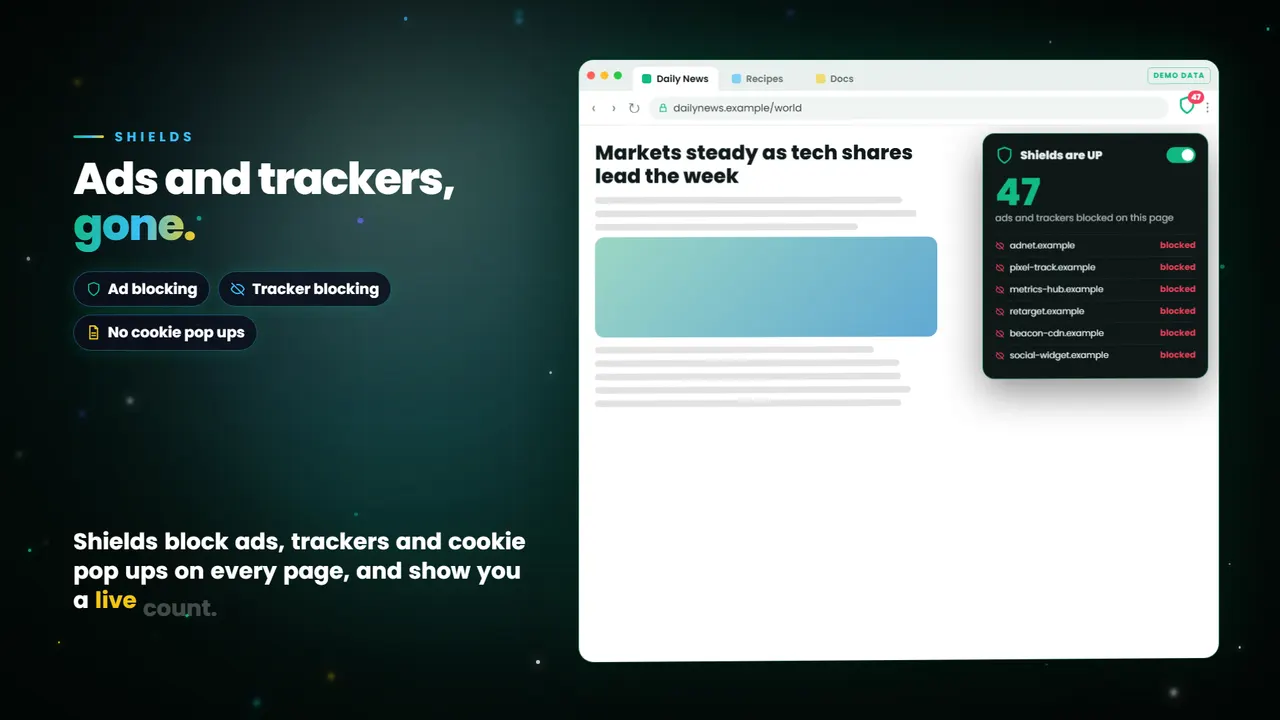 SHIELDS
Ads and trackers,
gone.
Ad blocking
Tracker blocking
No cookie pop ups
Shields block ads, trackers and cookie
pop ups on every page, and show you
a live count.
Daily News
Recipes
Docs
DEMO DATA
dailynews.example/world
47
Markets steady as tech shares
lead the week
Shields are UP
47
ads and trackers blocked on this page
adnet.example blocked
pixel-track.example blocked
metrics-hub.example blocked
retarget.example blocked
beacon-cdn.example blocked
social-widget.example blocked